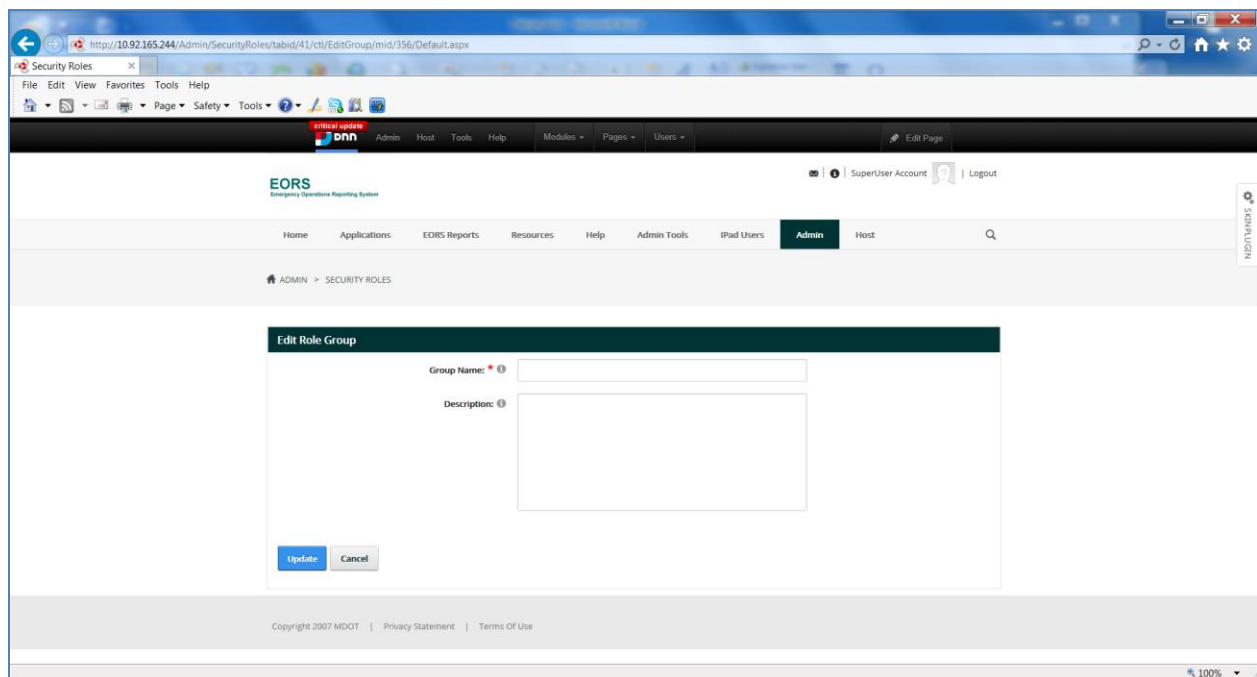 http://10.92.165.244/Admin/SecurityRoles/tabid/41/ctl/EditGroup/mid/356/Default.aspx
Security Roles
File Edit View Favorites Tools Help
Page Safety Tools
critical update
DNN Admin Host Tools Help Modules Pages Users Edit Page
SuperUser Account | Logout
EORS
Emergency Operations Reporting System
SKINPLUGIN
Home Applications EORS Reports Resources Help Admin Tools IPad Users Admin Host
ADMIN > SECURITY ROLES
Edit Role Group
Group Name: *
Description:
Update Cancel
Copyright 2007 MDOT | Privacy Statement | Terms Of Use
100%